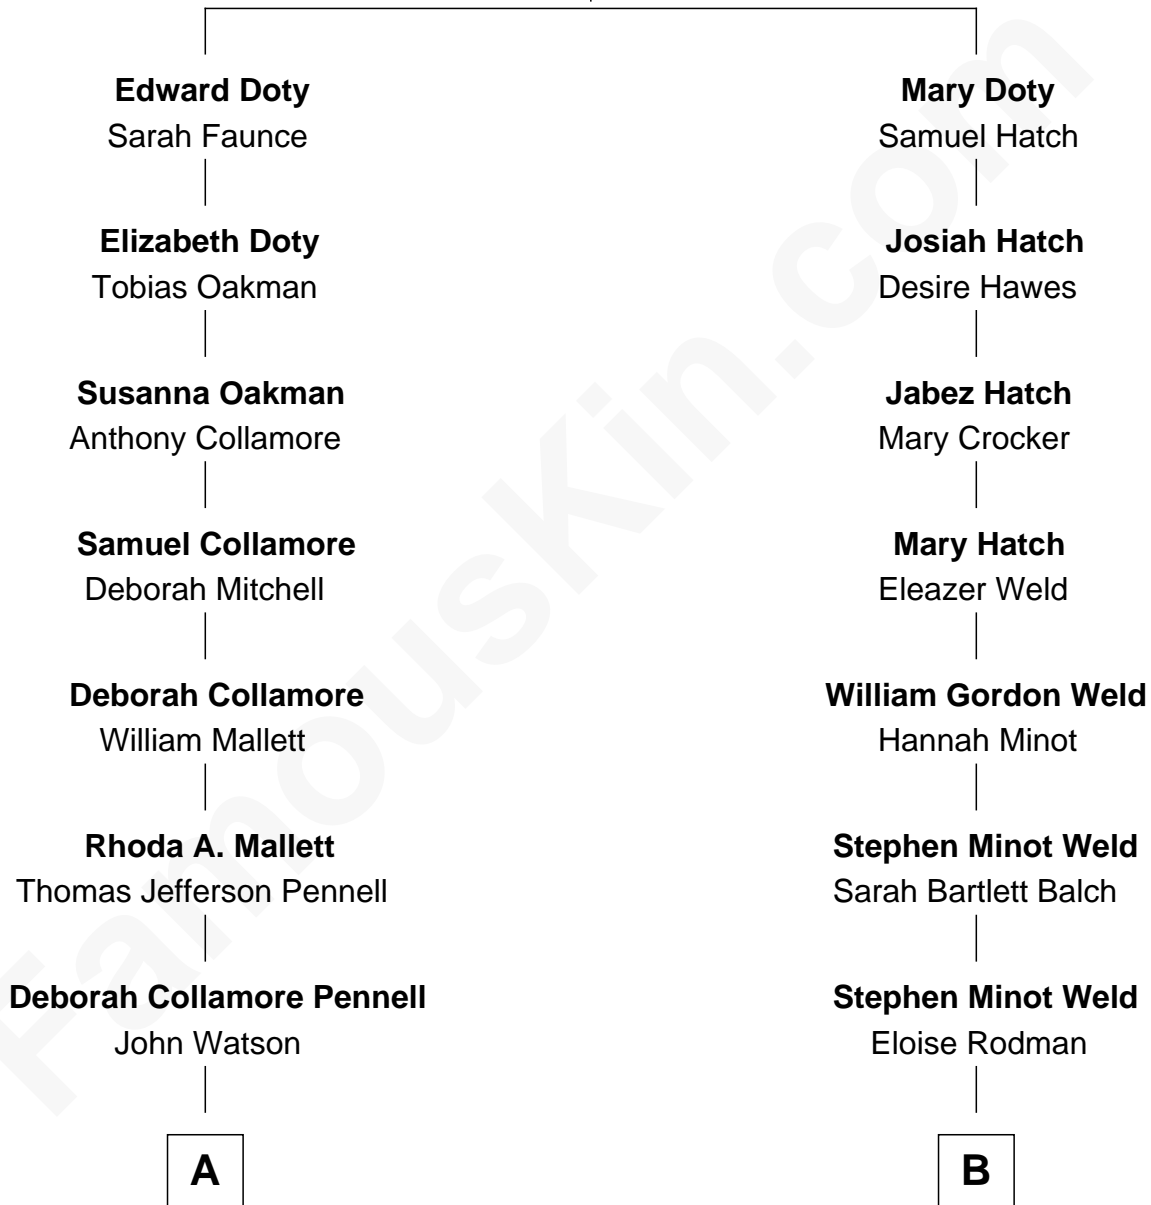 Edward Doty
Sarah Faunce
Elizabeth Doty
Tobias Oakman
Susanna Oakman
Anthony Collamore
Samuel Collamore
Deborah Mitchell
Deborah Collamore
William Mallett
Rhoda A. Mallett
Thomas Jefferson Pennell
Deborah Collamore Pennell
John Watson
A
Mary Doty
Samuel Hatch
Josiah Hatch
Desire Hawes
Jabez Hatch
Mary Crocker
Mary Hatch
Eleazer Weld
William Gordon Weld
Hannah Minot
Stephen Minot Weld
Sarah Bartlett Balch
Stephen Minot Weld
Eloise Rodman
B
FamousKin.com